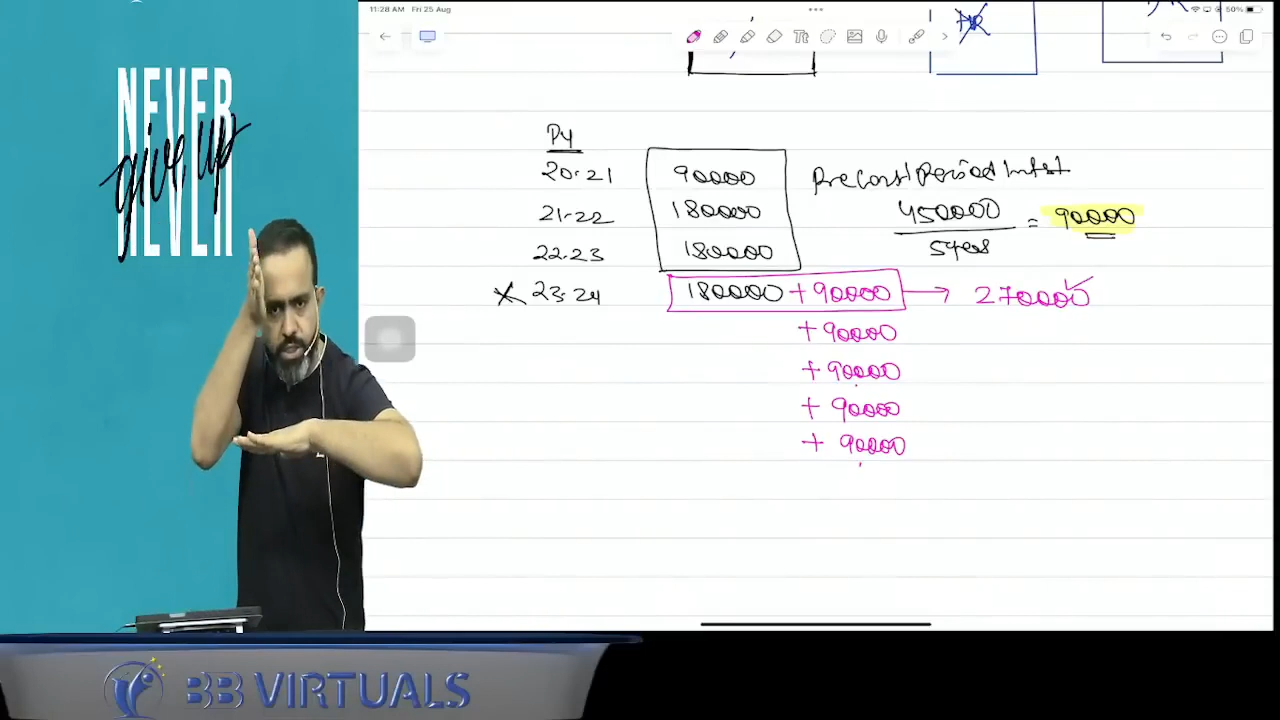 11:28 AM Fri 25 Aug
50%
NEVER
give up
NEVER
PY
20-21 90000
21-22 180000
22-23 180000
Pre Const Period Intst
450000 / 5 years = 90000
X 23-24 180000 + 90000 → 270000 ✓
+ 90000
+ 90000
+ 90000
+ 90000
BB VIRTUALS